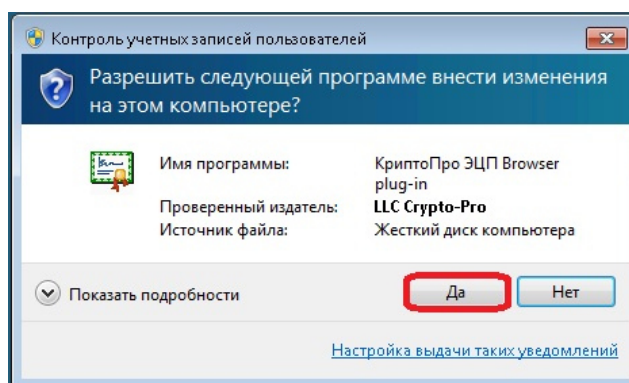 Контроль учетных записей пользователей
Разрешить следующей программе внести изменения
на этом компьютере?
Имя программы: КриптоПро ЭЦП Browser
plug-in
Проверенный издатель: LLC Crypto-Pro
Источник файла: Жесткий диск компьютера
Показать подробности Да Нет
Настройка выдачи таких уведомлений